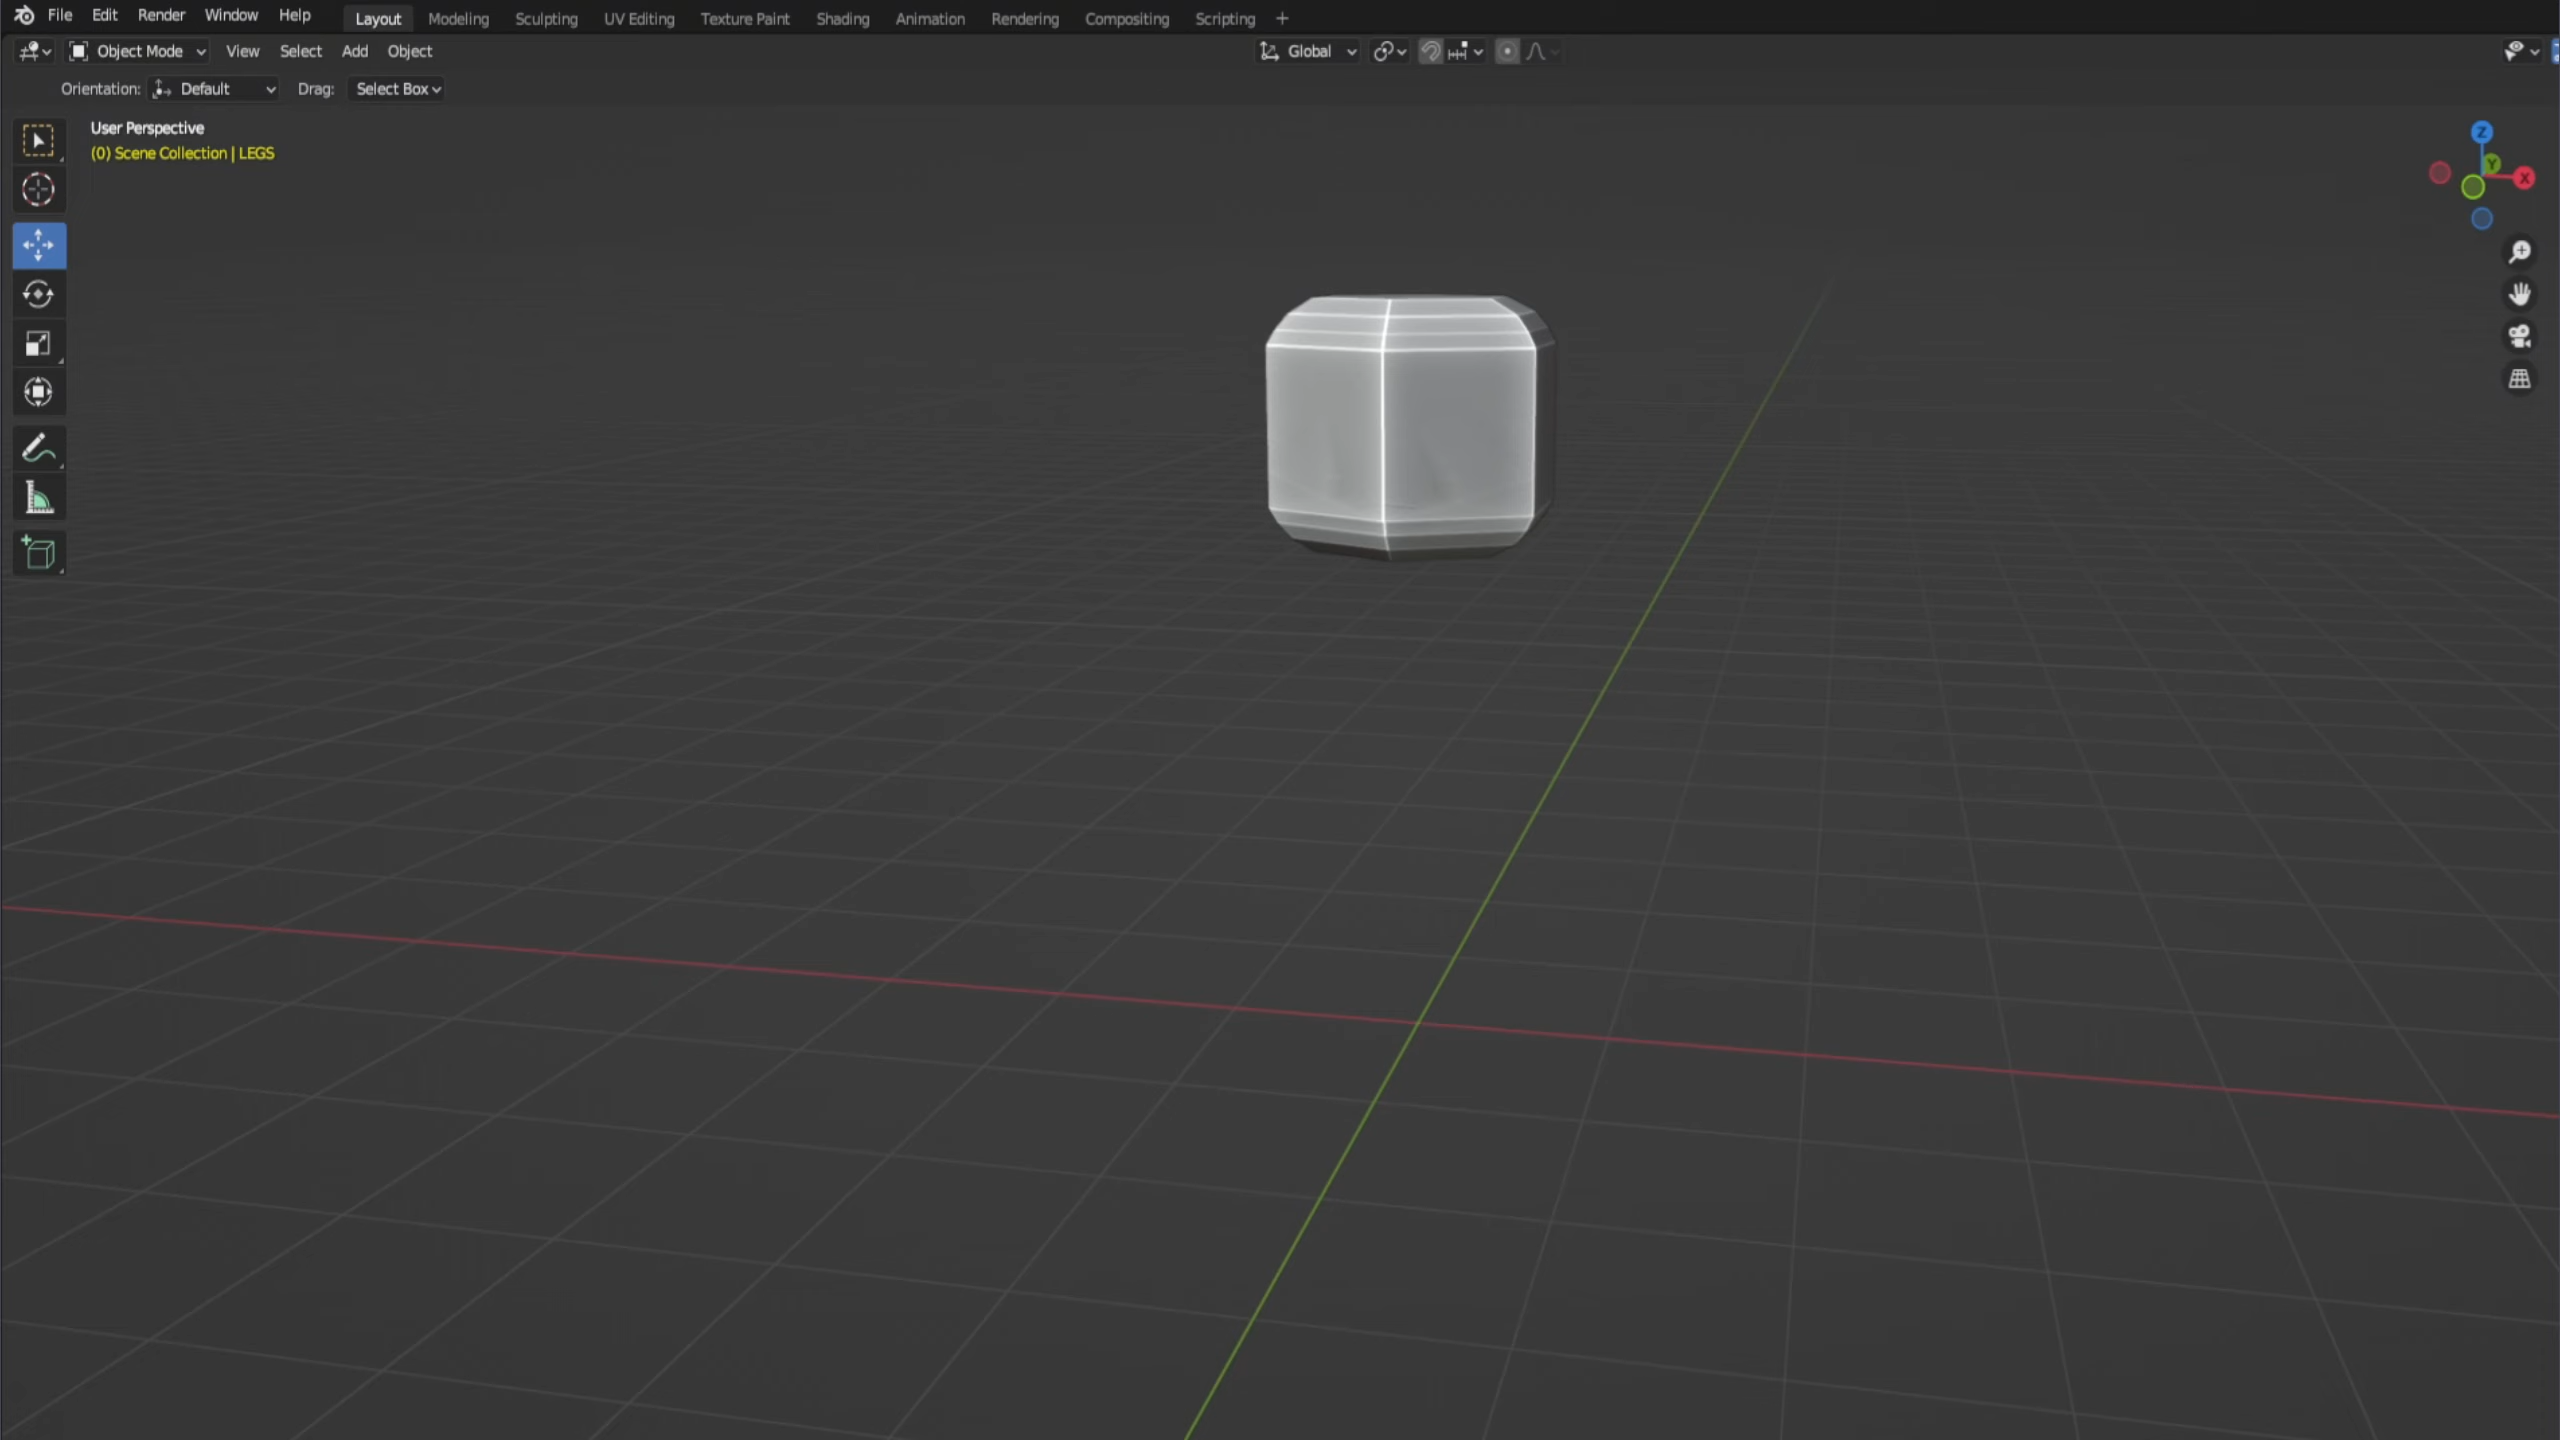 File Edit Render Window Help Layout Modeling Sculpting UV Editing Texture Paint Shading Animation Rendering Compositing Scripting +
Object Mode View Select Add Object Global
Orientation: Default Drag: Select Box
User Perspective
(0) Scene Collection | LEGS
Z
Y
X